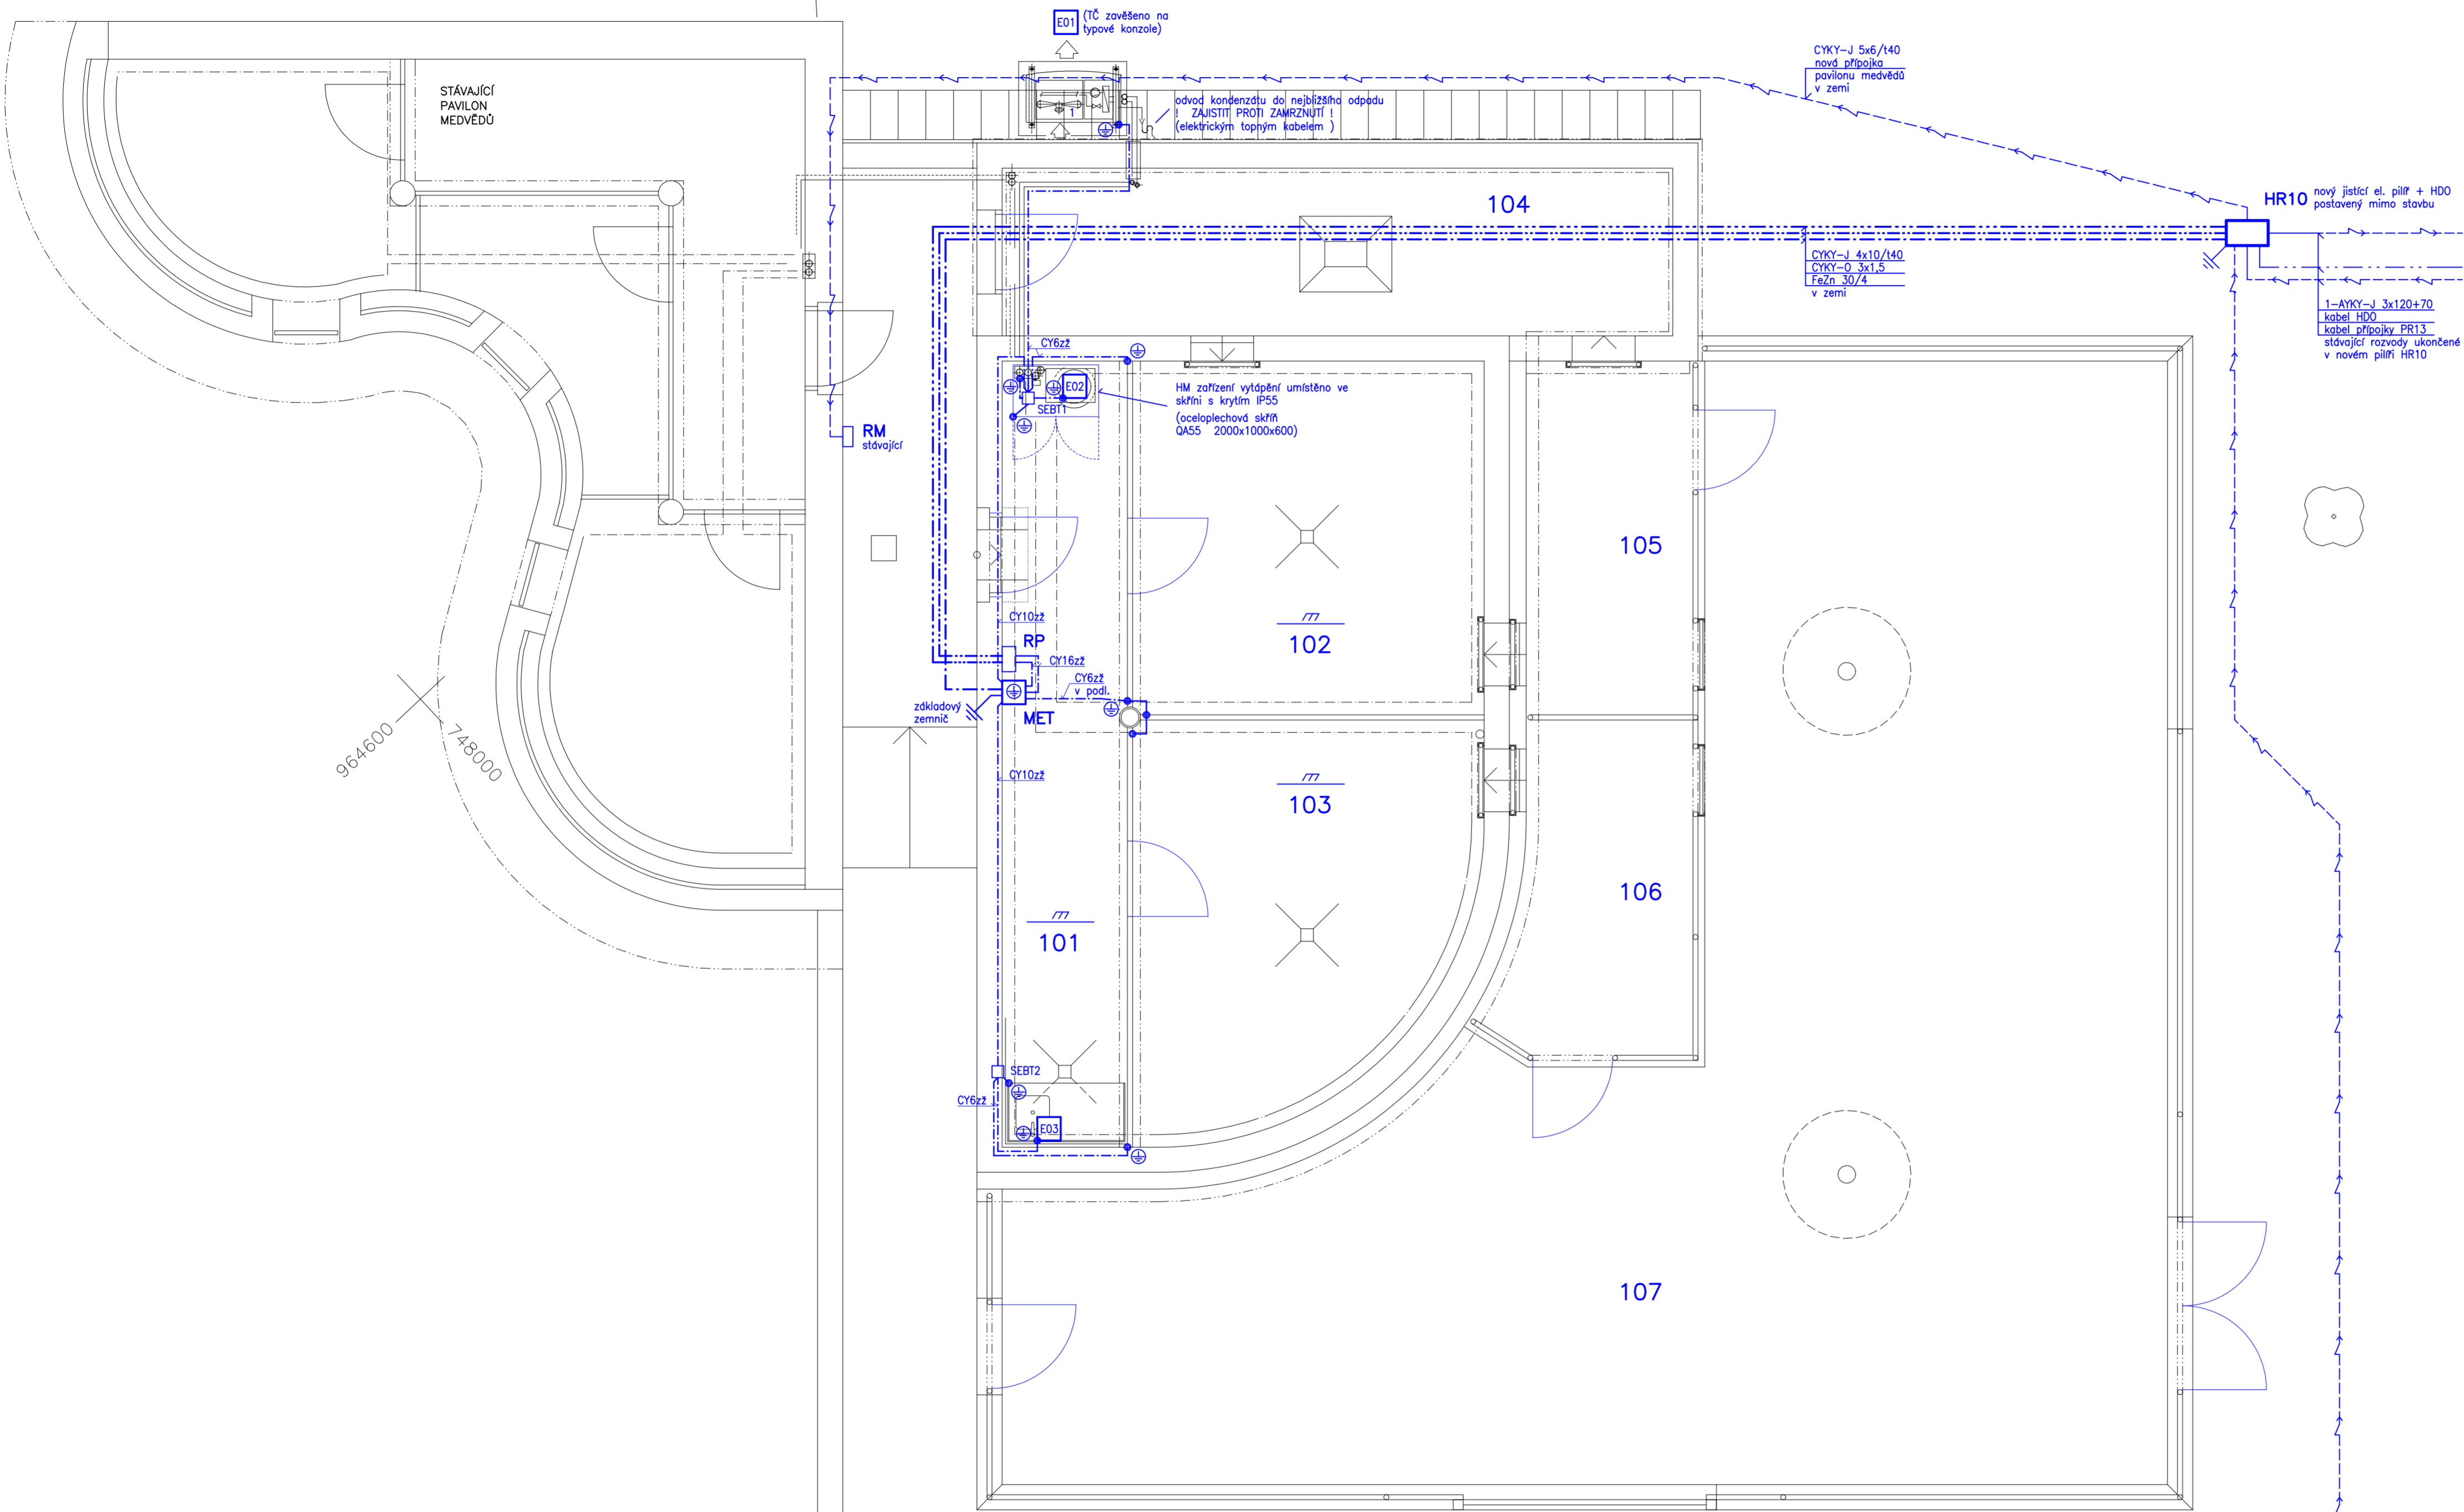 E01
(TČ zavěšeno na
typové konzole)
CYKY-J 5x6/t40
nová přípojka
pavilonu medvědů
v zemi
STÁVAJÍCÍ
PAVILON
MEDVĚDŮ
1
odvod kondenzátu do nejbližšího odpadu
! ZAJISTIT PROTI ZAMRZNUTÍ !
(elektrickým topným kabelem )
104
HR10
nový jistící el. pilíř + HDO
postavený mimo stavbu
CYKY-J 4x10/t40
CYKY-O 3x1,5
FeZn 30/4
v zemi
1-AYKY-J 3x120+70
kabel HDO
kabel přípojky PR13
stávající rozvody ukončené
v novém pilíři HR10
CY6zž
E02
SEBT1
HM zařízení vytápění umístěno ve
skříni s krytím IP55
(oceloplechová skříň
QA55 2000x1000x600)
RM
stávající
105
CY10zž
RP
102
CY16zž
CY6zž
v podl.
základový
zemnič
MET
964600
748000
CY10zž
103
106
101
SEBT2
CY6zž
E03
107